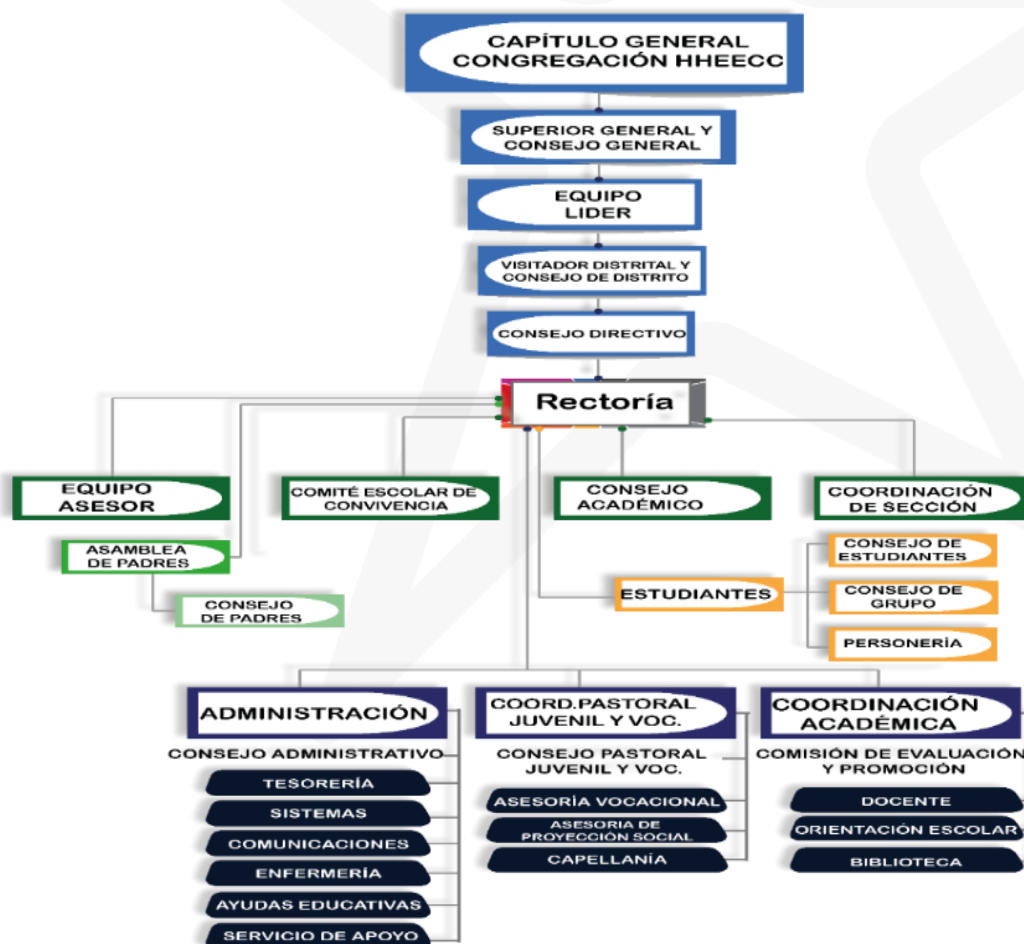 CAPÍTULO GENERAL
CONGREGACIÓN HHEECC
SUPERIOR GENERAL Y
CONSEJO GENERAL
EQUIPO
LIDER
VISITADOR DISTRITAL Y
CONSEJO DE DISTRITO
CONSEJO DIRECTIVO
Rectoría
EQUIPO
ASESOR
COMITÉ ESCOLAR DE
CONVIVENCIA
CONSEJO
ACADÉMICO
COORDINACIÓN
DE SECCIÓN
ASAMBLEA
DE PADRES
CONSEJO
DE PADRES
ESTUDIANTES
CONSEJO DE
ESTUDIANTES
CONSEJO DE
GRUPO
PERSONERÍA
ADMINISTRACIÓN
CONSEJO ADMINISTRATIVO
TESORERÍA
SISTEMAS
COMUNICACIONES
ENFERMERÍA
AYUDAS EDUCATIVAS
SERVICIO DE APOYO
COORD.PASTORAL
JUVENIL Y VOC.
CONSEJO PASTORAL
JUVENIL Y VOC.
ASESORÍA VOCACIONAL
ASESORIA DE
PROYECCIÓN SOCIAL
CAPELLANÍA
COORDINACIÓN
ACADÉMICA
COMISIÓN DE EVALUACIÓN
Y PROMOCIÓN
DOCENTE
ORIENTACIÓN ESCOLAR
BIBLIOTECA